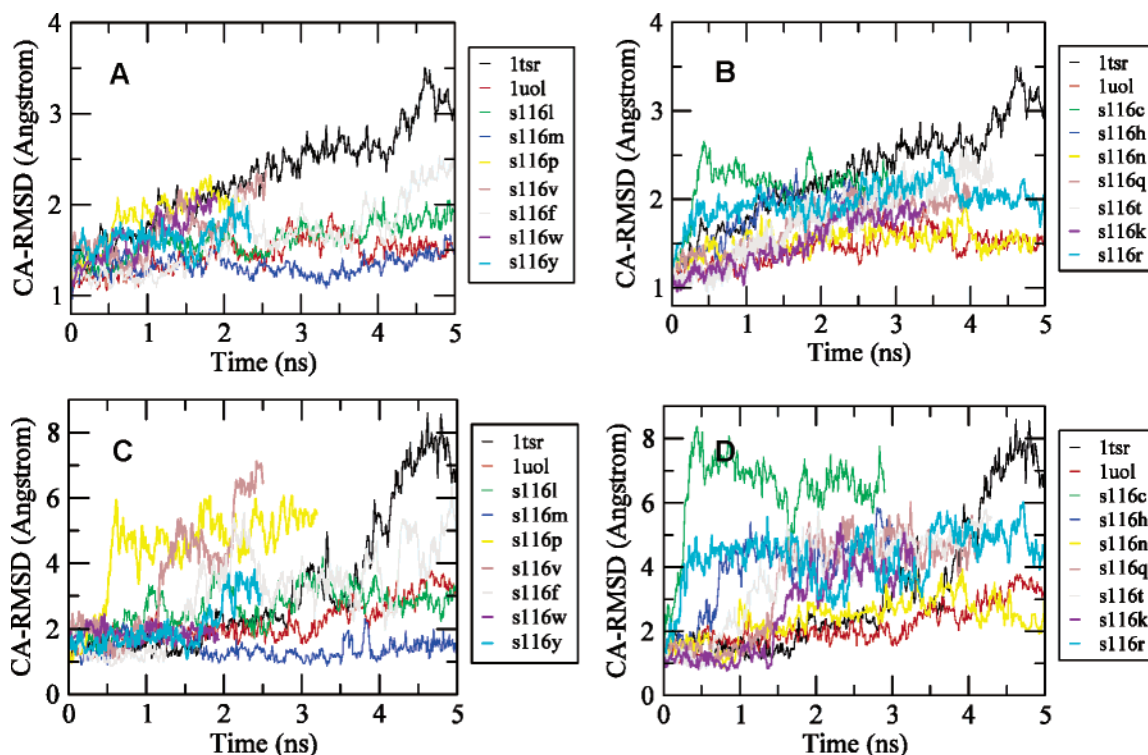 A
CA-RMSD (Angstrom)
4
3
2
1
0 1 2 3 4 5
Time (ns)
1tsr
1uol
s116l
s116m
s116p
s116v
s116f
s116w
s116y
B
CA-RMSD (Angstrom)
4
3
2
1
0 1 2 3 4 5
Time (ns)
1tsr
1uol
s116c
s116h
s116n
s116q
s116t
s116k
s116r
C
CA-RMSD (Angstrom)
8
6
4
2
0
0 1 2 3 4 5
Time (ns)
1tsr
1uol
s116l
s116m
s116p
s116v
s116f
s116w
s116y
D
CA-RMSD (Angstrom)
8
6
4
2
0
0 1 2 3 4 5
Time (ns)
1tsr
1uol
s116c
s116h
s116n
s116q
s116t
s116k
s116r